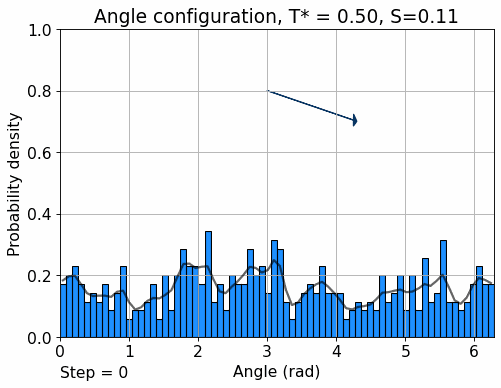 Angle configuration, T* = 0.50, S=0.11
1.0
0.8
0.6
0.4
0.2
0.0
Probability density
0 1 2 3 4 5 6
Angle (rad)
Step = 0